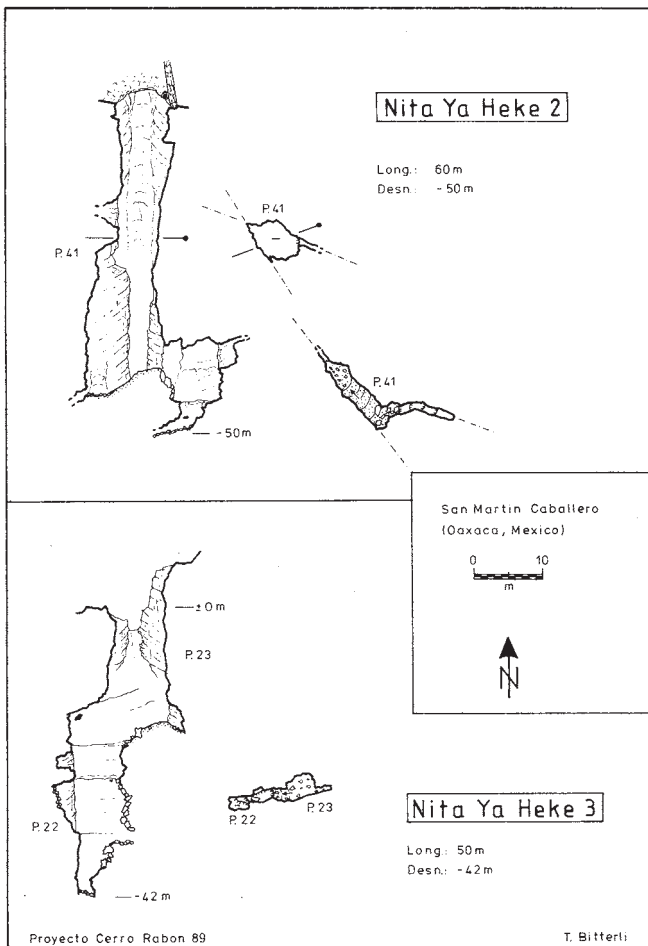 Nita Ya Heke 2
Long.: 60m
Desn.: -50m
P. 41
P. 41
P. 41
-50m
San Martin Caballero
(Oaxaca, Mexico)
0 10
m
N
±0m
P. 23
P. 22
P. 22
P. 23
-42m
Nita Ya Heke 3
Long.: 50m
Desn.: -42m
Proyecto Cerro Rabon 89
T. Bitterli